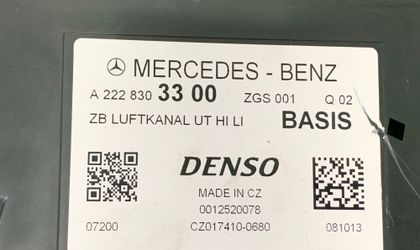 MERCEDES - BENZ
A 222 830 33 00 ZGS 001 Q 02
ZB LUFTKANAL UT HI LI BASIS
DENSO
MADE IN CZ
0012520078
07200 CZ017410-0680 081013